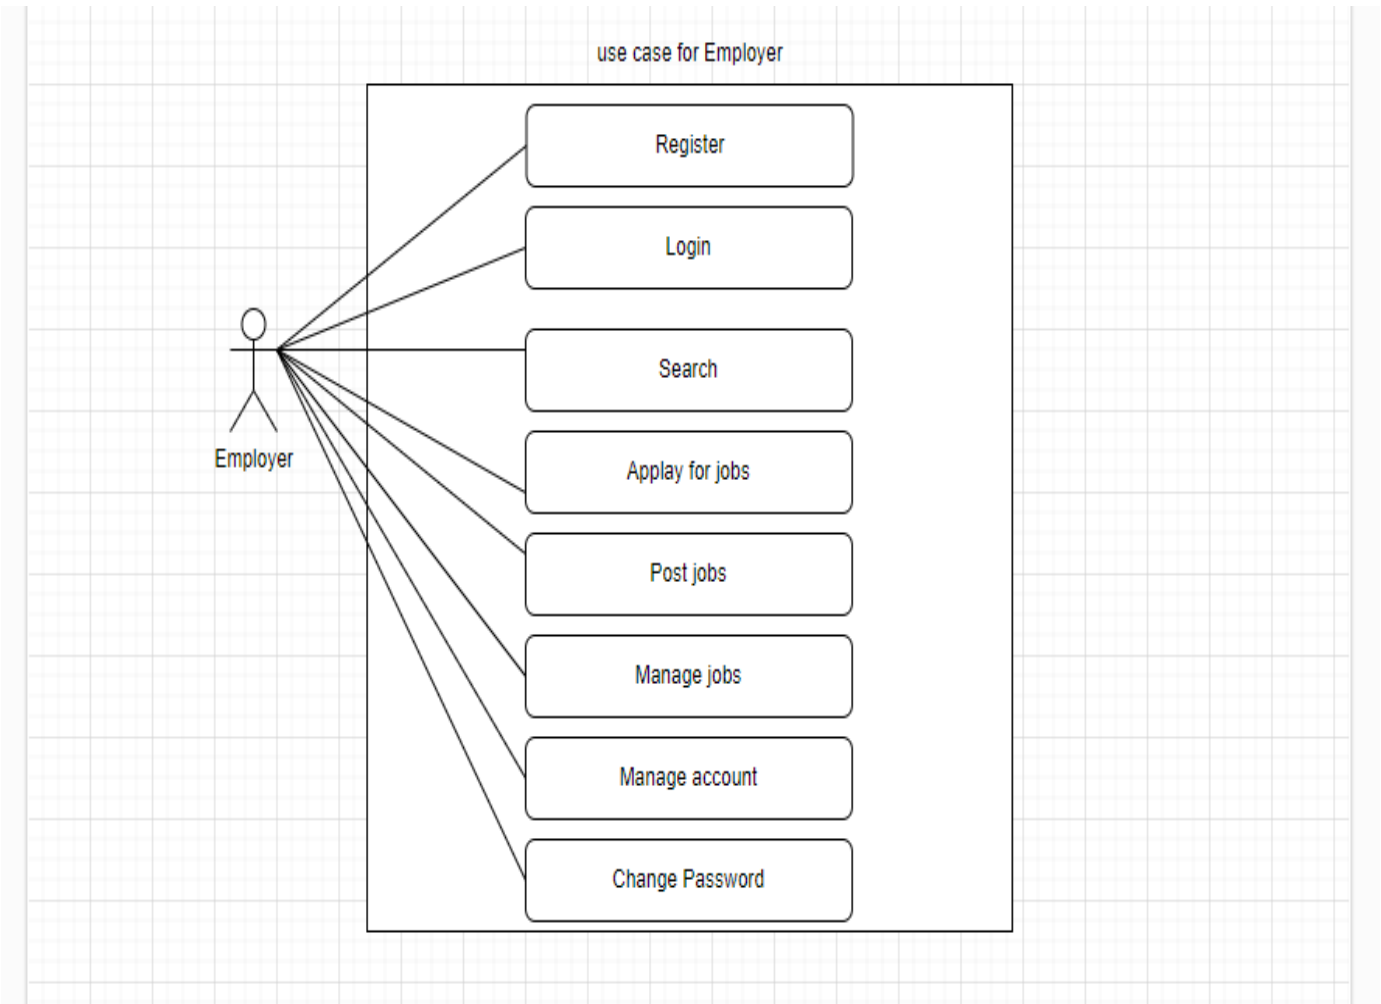 use case for Employer
Register
Login
Search
Employer
Applay for jobs
Post jobs
Manage jobs
Manage account
Change Password